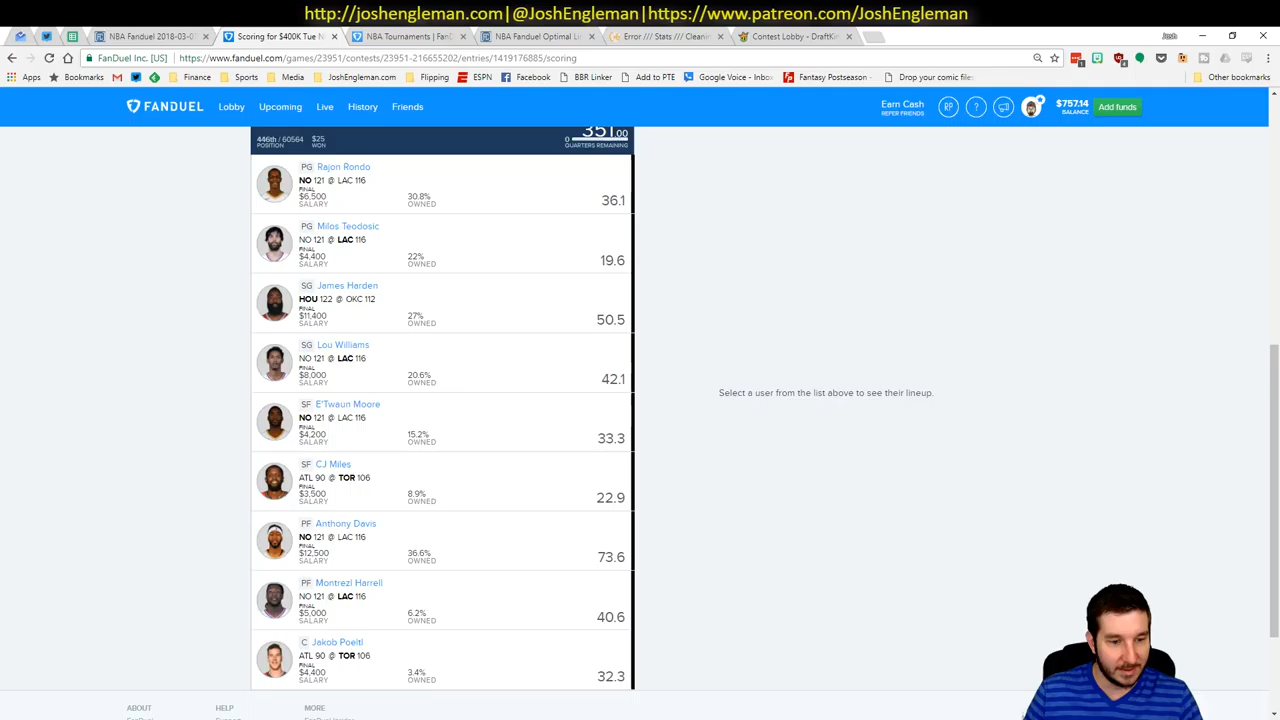 http://joshengleman.com|@JoshEngleman|https://www.patreon.com/JoshEngleman
NBA Fanduel 2018-03-0
Scoring for $400K Tue N
NBA Tournaments | FanD
NBA Fanduel Optimal Lin
Error /// Stats /// Cleanin
Contest Lobby — DraftKin
Josh
FanDuel Inc. [US]
https://www.fanduel.com/games/23951/contests/23951-216655202/entries/1419176885/scoring
Apps
Bookmarks
Finance
Sports
Media
JoshEngleman.com
Flipping
ESPN
Facebook
BBR Linker
Add to PTE
Google Voice - Inbox
Fantasy Postseason -
Drop your comic files
Other bookmarks
FANDUEL
Lobby
Upcoming
Live
History
Friends
Earn Cash
REFER FRIENDS
RP
?
$757.14
BALANCE
Add funds
446th / 60564
POSITION
$25
WON
351.00
0
QUARTERS REMAINING
PG Rajon Rondo
NO 121 @ LAC 116
FINAL
$6,500 30.8% 36.1
SALARY OWNED
PG Milos Teodosic
NO 121 @ LAC 116
FINAL
$4,400 22% 19.6
SALARY OWNED
SG James Harden
HOU 122 @ OKC 112
FINAL
$11,400 27% 50.5
SALARY OWNED
SG Lou Williams
NO 121 @ LAC 116
FINAL
$8,000 20.6% 42.1
SALARY OWNED
SF E'Twaun Moore
NO 121 @ LAC 116
FINAL
$4,200 15.2% 33.3
SALARY OWNED
SF CJ Miles
ATL 90 @ TOR 106
FINAL
$3,500 8.9% 22.9
SALARY OWNED
PF Anthony Davis
NO 121 @ LAC 116
FINAL
$12,500 36.6% 73.6
SALARY OWNED
PF Montrezl Harrell
NO 121 @ LAC 116
FINAL
$5,000 6.2% 40.6
SALARY OWNED
C Jakob Poeltl
ATL 90 @ TOR 106
FINAL
$4,400 3.4% 32.3
SALARY OWNED
Select a user from the list above to see their lineup.
ABOUT
HELP
MORE